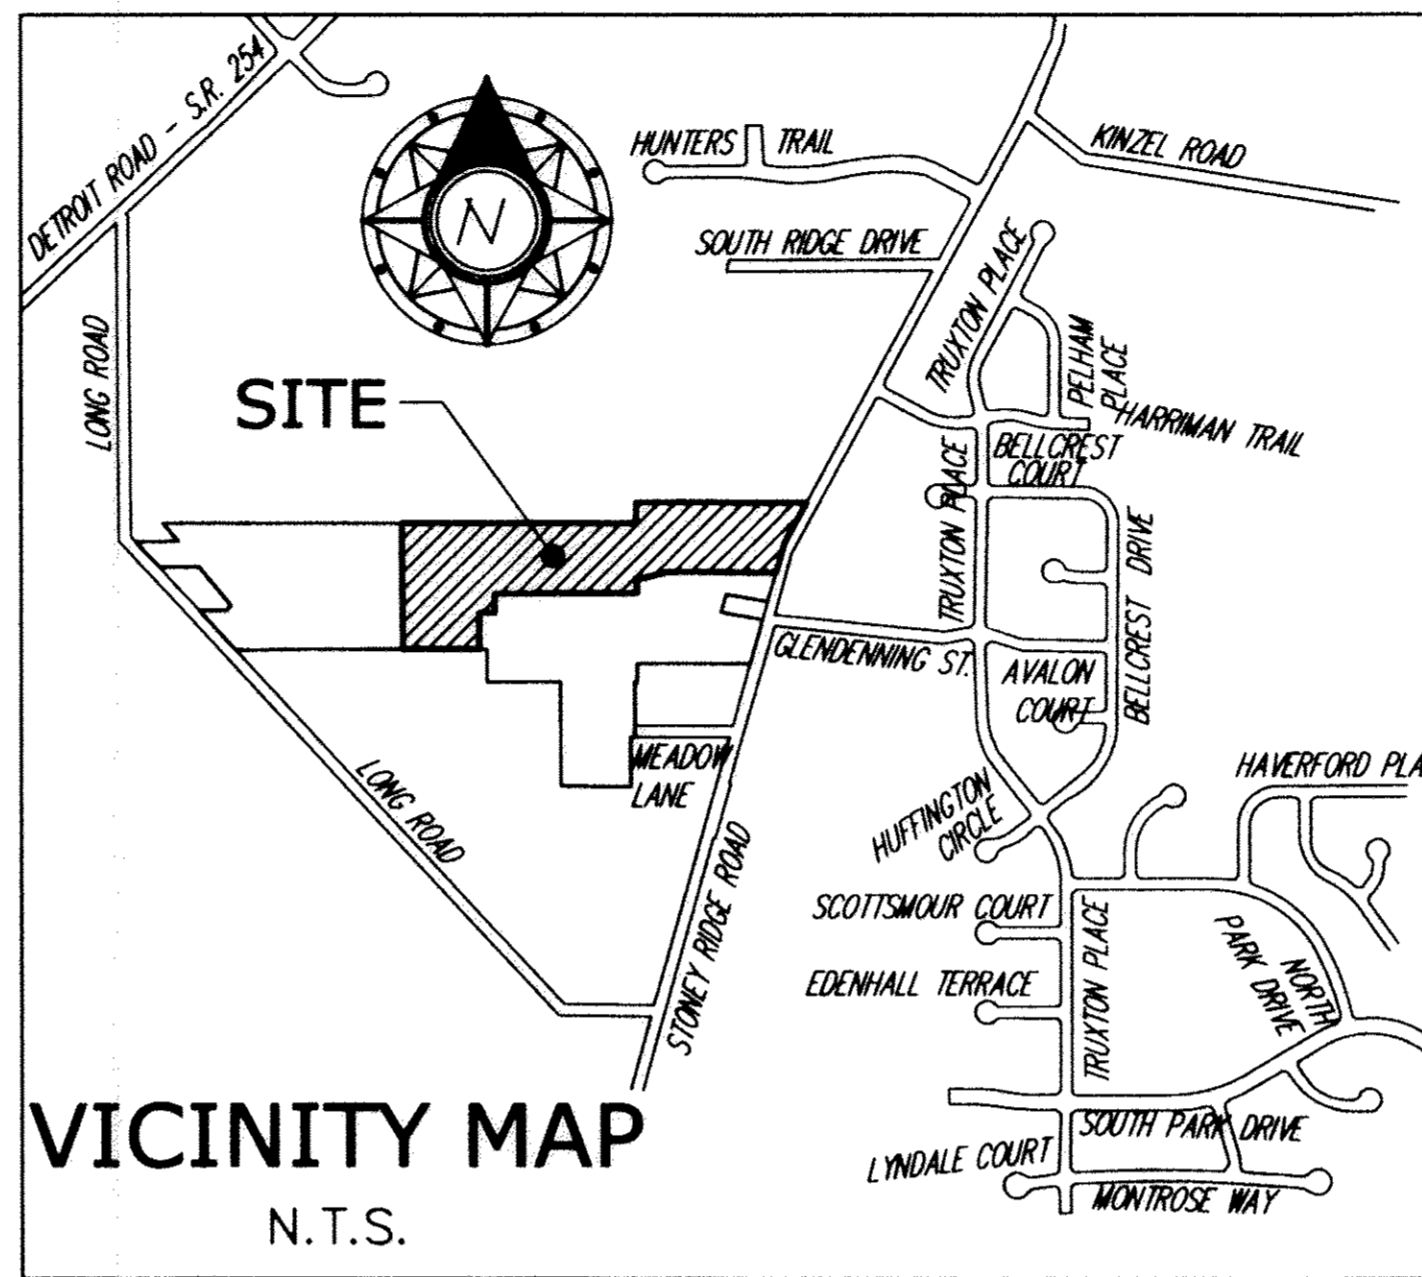 DETROIT ROAD - S.R. 254
HUNTERS TRAIL
KINZEL ROAD
N
SOUTH RIDGE DRIVE
TRUXTON PLACE
LONG ROAD
PELHAM
PLACE
SITE
HARRIMAN TRAIL
BELLCREST
COURT
TRUXTON PLACE
BELLCREST DRIVE
GLENDENNING ST.
AVALON
COURT
MEADOW
LANE
LONG ROAD
HAVERFORD PLA
HUFFINGTON
CIRCLE
STONEY RIDGE ROAD
SCOTTSMOUR COURT
TRUXTON PLACE
NORTH
PARK DRIVE
EDENHALL TERRACE
VICINITY MAP
N.T.S.
SOUTH PARK DRIVE
LYNDALE COURT
MONTROSE WAY